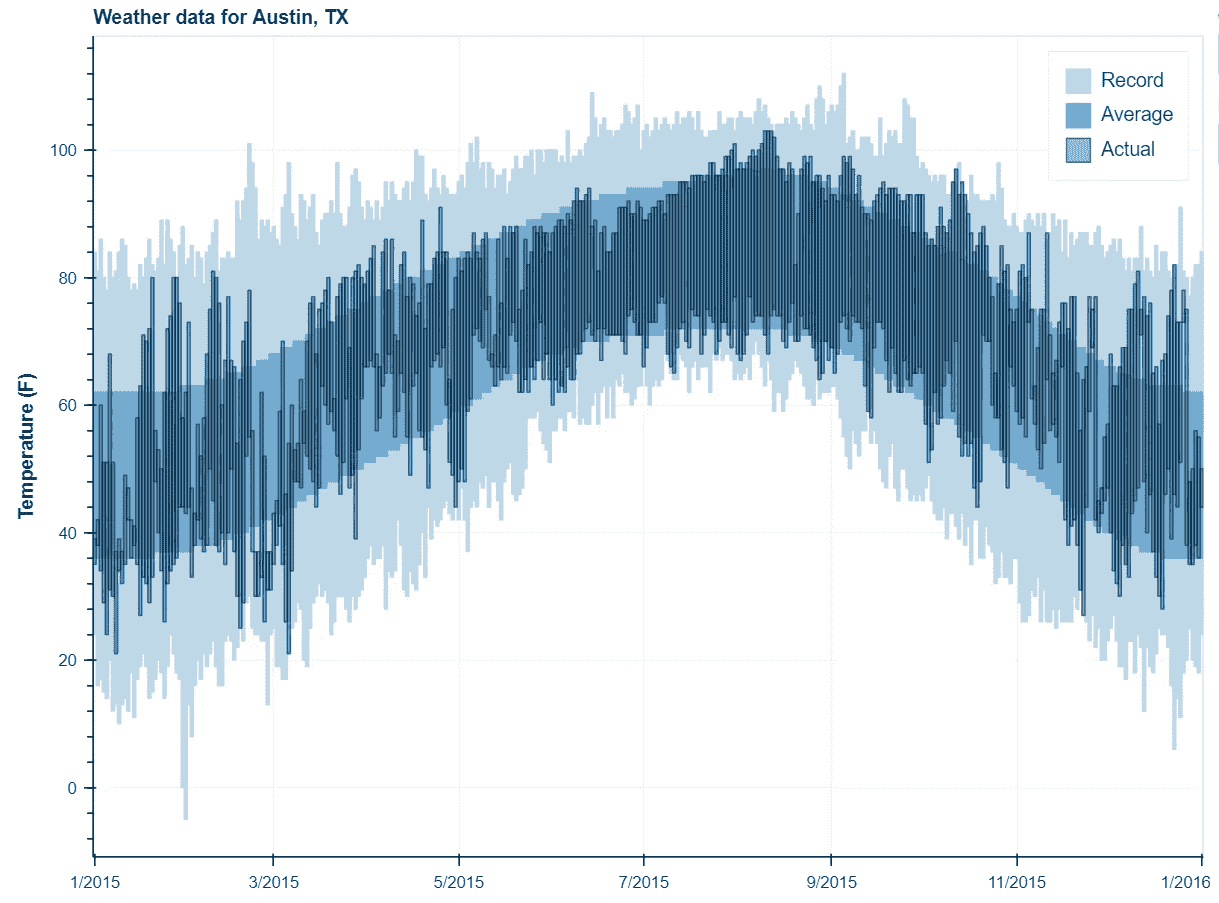 Weather data for Austin, TX
Record
Average
Actual
Temperature (F)
100
80
60
40
20
0
1/2015
3/2015
5/2015
7/2015
9/2015
11/2015
1/2016